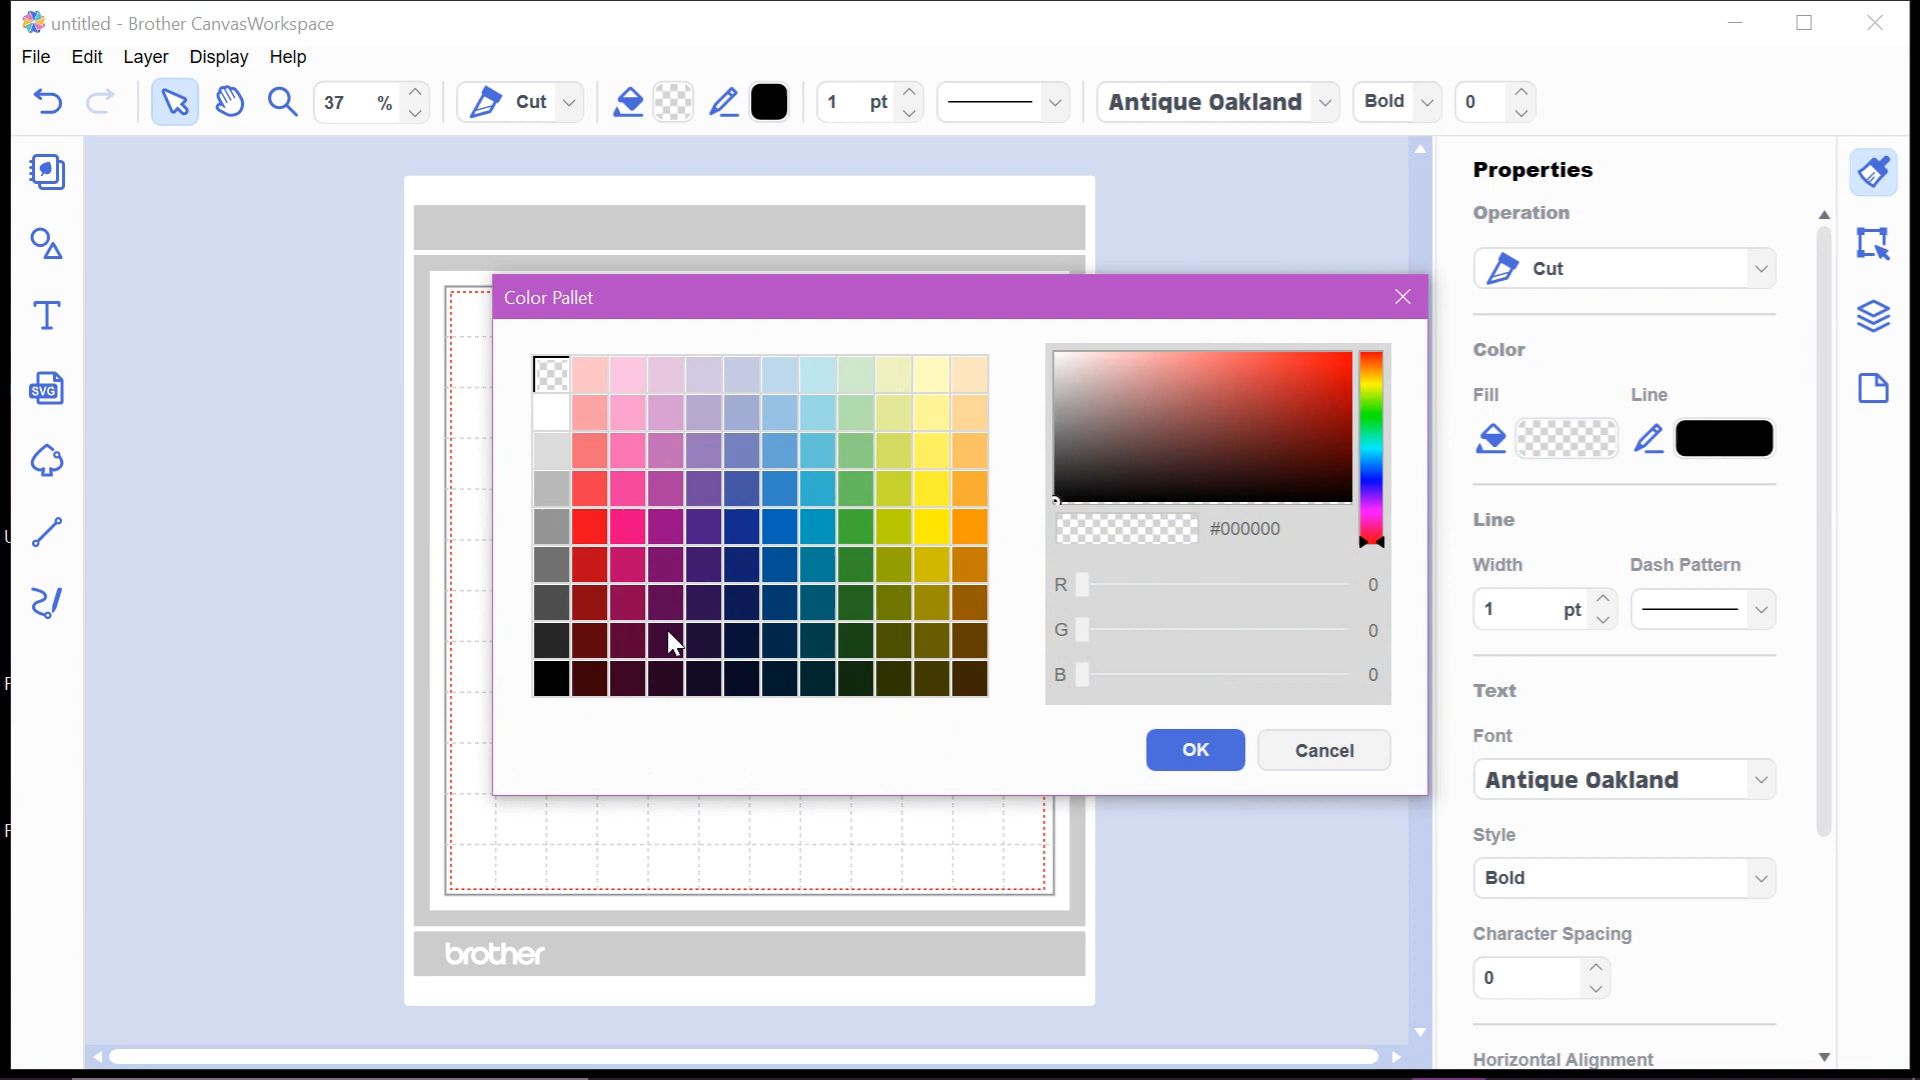 untitled - Brother CanvasWorkspace
File Edit Layer Display Help
37 % Cut 1 pt Antique Oakland Bold 0
Properties
Operation
Cut
Color
Fill Line
Line
Width Dash Pattern
1 pt
Text
Font
Antique Oakland
Style
Bold
Character Spacing
0
Horizontal Alignment
SVG
Color Pallet
#000000
R 0
G 0
B 0
OK Cancel
brother